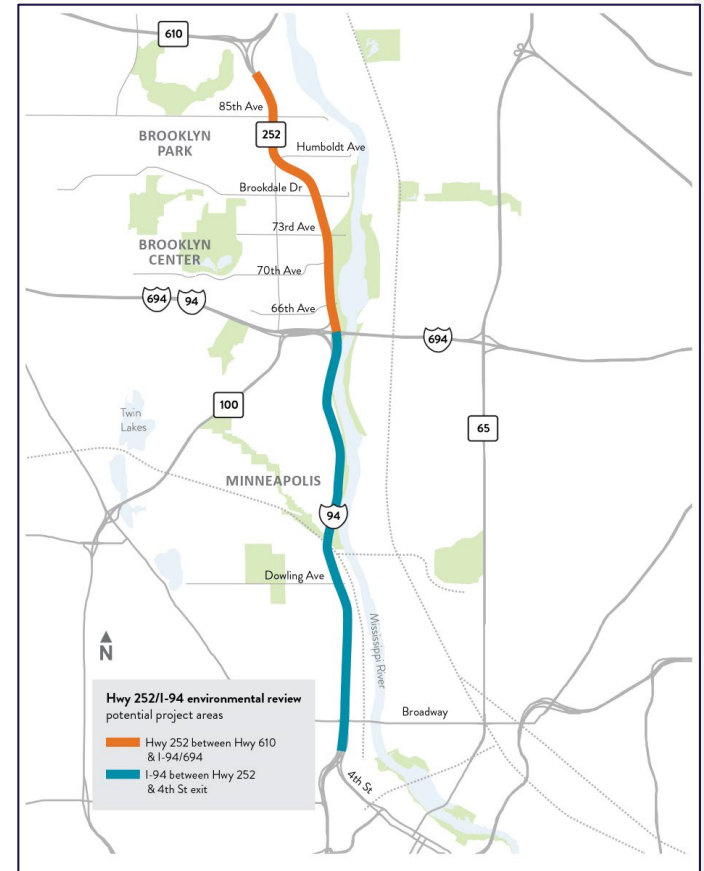 610
85th Ave
252
BROOKLYN
PARK
Humboldt Ave
Brookdale Dr
73rd Ave
BROOKLYN
CENTER
70th Ave
694
94
66th Ave
694
100
65
Twin
Lakes
MINNEAPOLIS
94
Dowling Ave
Mississippi River
N
Hwy 252/I-94 environmental review
potential project areas
Hwy 252 between Hwy 610
& I-94/694
I-94 between Hwy 252
& 4th St exit
Broadway
4th St